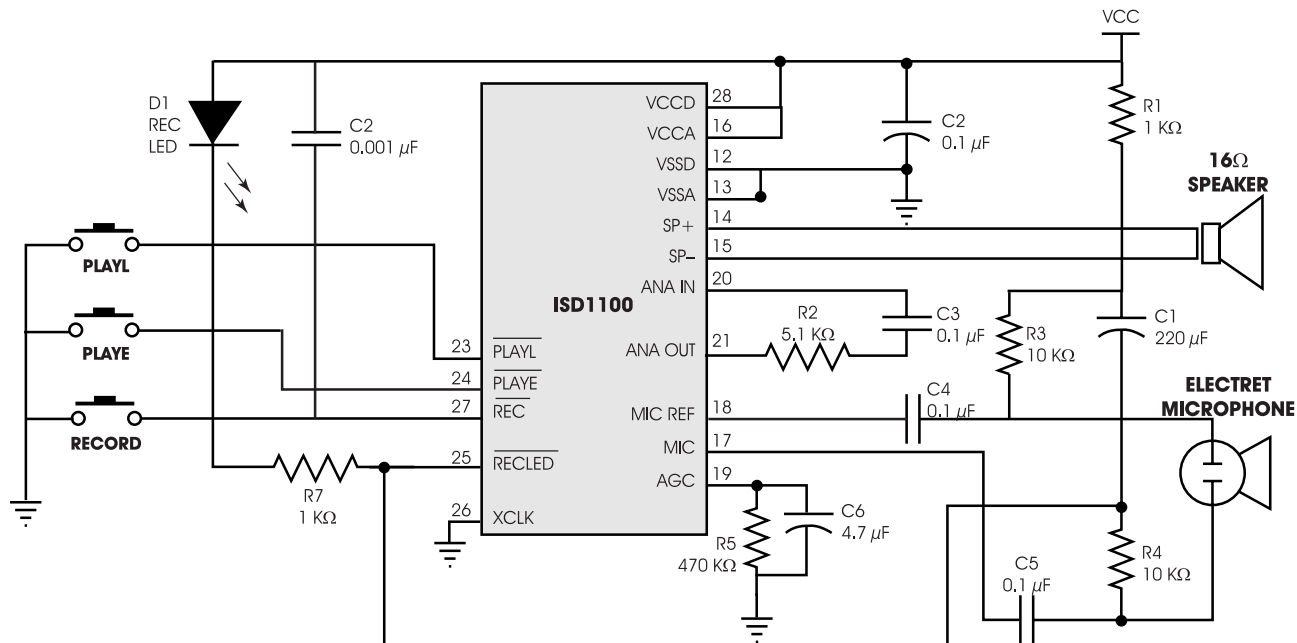 VCC
D1
REC
LED
C2
0.001 µF
VCCD
28
VCCA
16
VSSD
12
VSSA
13
SP+
14
SP–
15
ANA IN
20
ANA OUT
21
MIC REF
18
MIC
17
AGC
19
ISD1100
23
PLAYL
24
PLAYE
27
REC
25
RECLED
26
XCLK
C2
0.1 µF
R1
1 KΩ
16Ω
SPEAKER
PLAYL
PLAYE
RECORD
R7
1 KΩ
R2
5.1 KΩ
C3
0.1 µF
R3
10 KΩ
C1
220 µF
C4
0.1 µF
ELECTRET
MICROPHONE
R5
470 KΩ
C6
4.7 µF
C5
0.1 µF
R4
10 KΩ